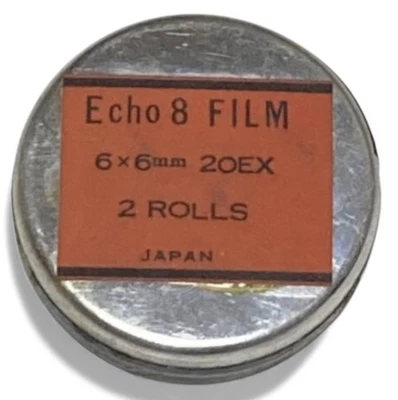 Echo 8 FILM
6×6mm 20EX
2 ROLLS
JAPAN